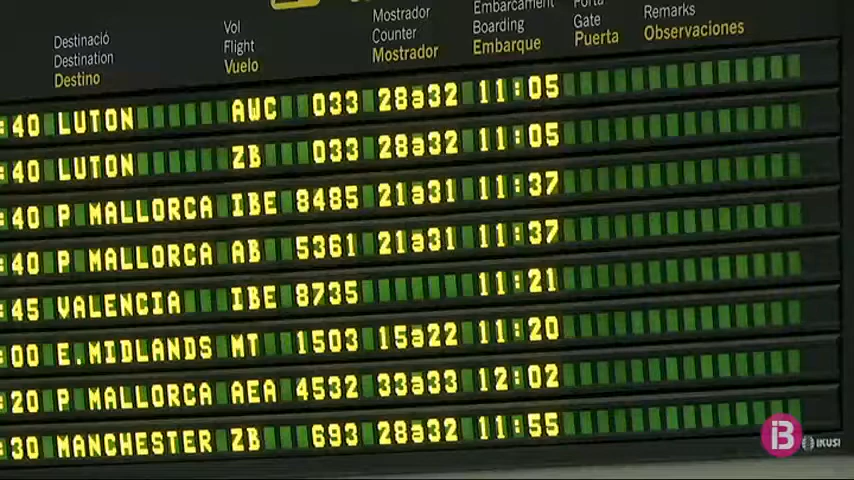 Destinació Vol Mostrador Embarcament Porta
Destination Flight Counter Boarding Gate Remarks
Destino Vuelo Mostrador Embarque Puerta Observaciones
:40 LUTON AWC 033 28a32 11:05
:40 LUTON ZB 033 28a32 11:05
:40 P MALLORCA IBE 8485 21a31 11:37
:40 P MALLORCA AB 5361 21a31 11:37
:45 VALENCIA IBE 8735 11:21
:00 E.MIDLANDS MT 1503 15a22 11:20
:20 P MALLORCA AEA 4532 33a33 12:02
:30 MANCHESTER ZB 693 28a32 11:55
IB3
IKUSI